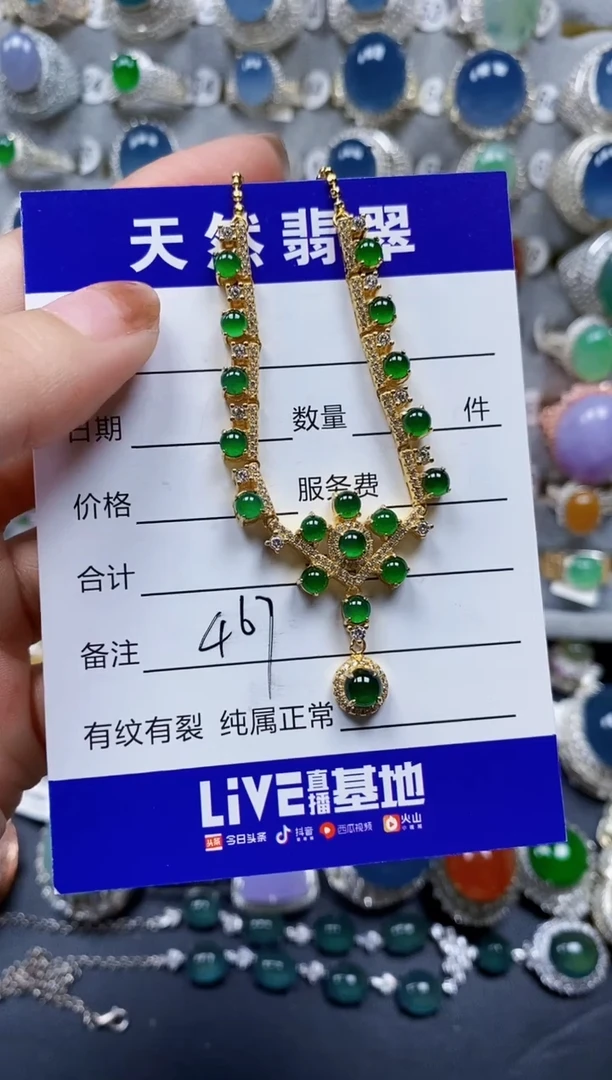 天然翡翠
日期 数量 件
价格 服务费
合计
备注 467
有纹有裂 纯属正常
LiVE直播基地
头条 今日头条 抖音 西瓜视频 火山